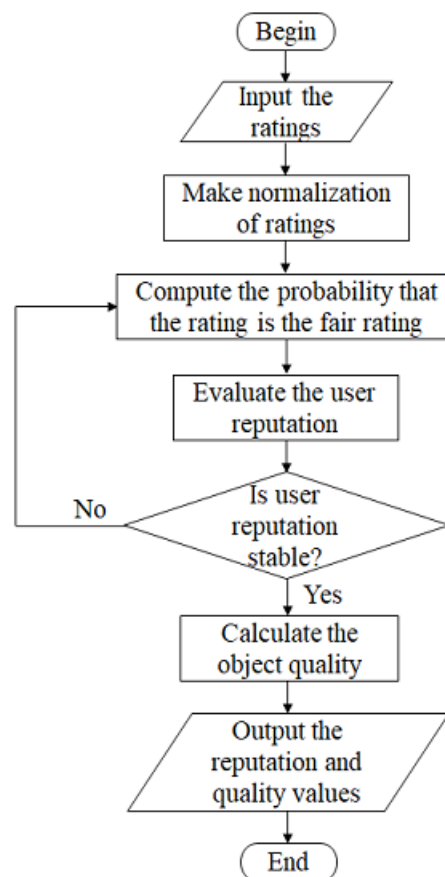 Begin
Input the
ratings
Make normalization
of ratings
Compute the probability that
the rating is the fair rating
Evaluate the user
reputation
Is user
reputation
stable?
No
Yes
Calculate the
object quality
Output the
reputation and
quality values
End